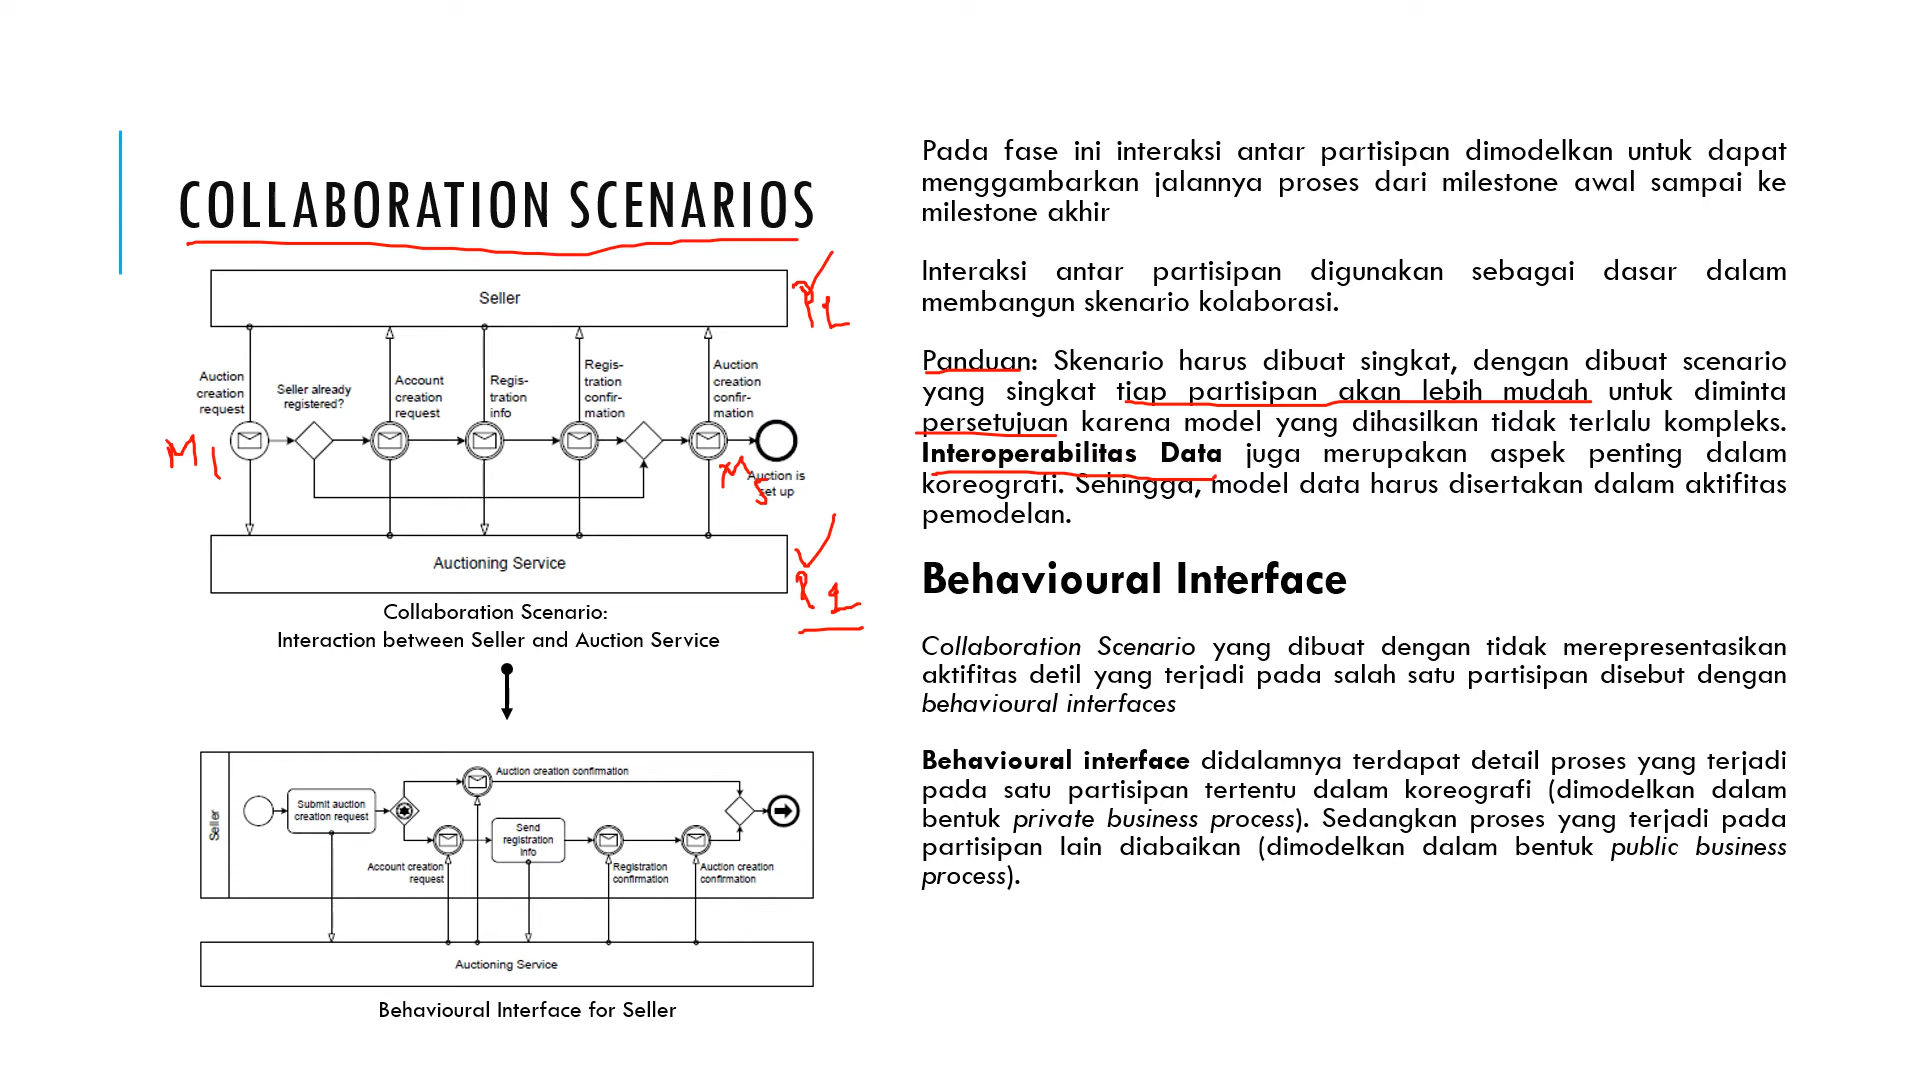 COLLABORATION SCENARIOS
Seller
Auction
creation
request
Seller already
registered?
Account
creation
request
Regis-
tration
info
Regis-
tration
confir-
mation
Auction
creation
confir-
mation
M1
M5
Auction is
set up
Auctioning Service
Collaboration Scenario:
Interaction between Seller and Auction Service
Seller
Submit auction
creation request
Auction creation confirmation
Account creation
request
Send
registration
info
Registration
confirmation
Auction creation
confirmation
Auctioning Service
Behavioural Interface for Seller
Pada fase ini interaksi antar partisipan dimodelkan untuk dapat
menggambarkan jalannya proses dari milestone awal sampai ke
milestone akhir
Interaksi antar partisipan digunakan sebagai dasar dalam
membangun skenario kolaborasi.
Panduan: Skenario harus dibuat singkat, dengan dibuat scenario
yang singkat tiap partisipan akan lebih mudah untuk diminta
persetujuan karena model yang dihasilkan tidak terlalu kompleks.
Interoperabilitas Data juga merupakan aspek penting dalam
koreografi. Sehingga, model data harus disertakan dalam aktifitas
pemodelan.
Behavioural Interface
Collaboration Scenario yang dibuat dengan tidak merepresentasikan
aktifitas detil yang terjadi pada salah satu partisipan disebut dengan
behavioural interfaces
Behavioural interface didalamnya terdapat detail proses yang terjadi
pada satu partisipan tertentu dalam koreografi (dimodelkan dalam
bentuk private business process). Sedangkan proses yang terjadi pada
partisipan lain diabaikan (dimodelkan dalam bentuk public business
process).